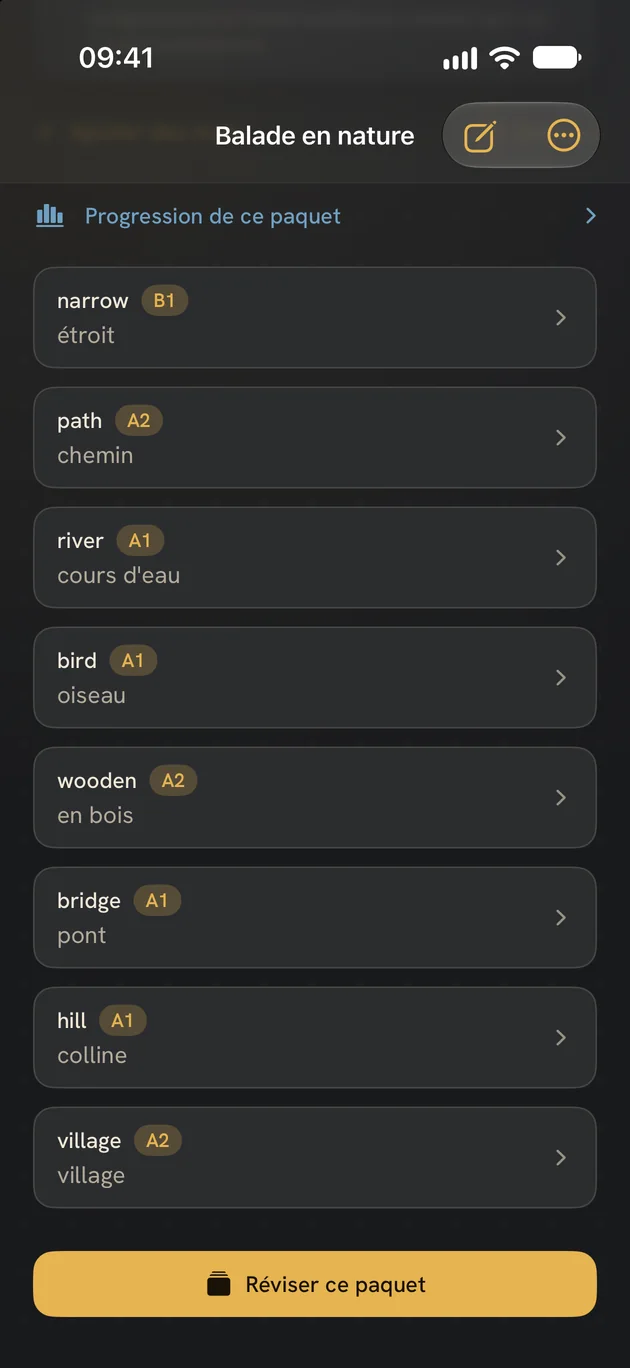 09:41
Balade en nature
Progression de ce paquet
narrow B1
étroit
path A2
chemin
river A1
cours d'eau
bird A1
oiseau
wooden A2
en bois
bridge A1
pont
hill A1
colline
village A2
village
Réviser ce paquet